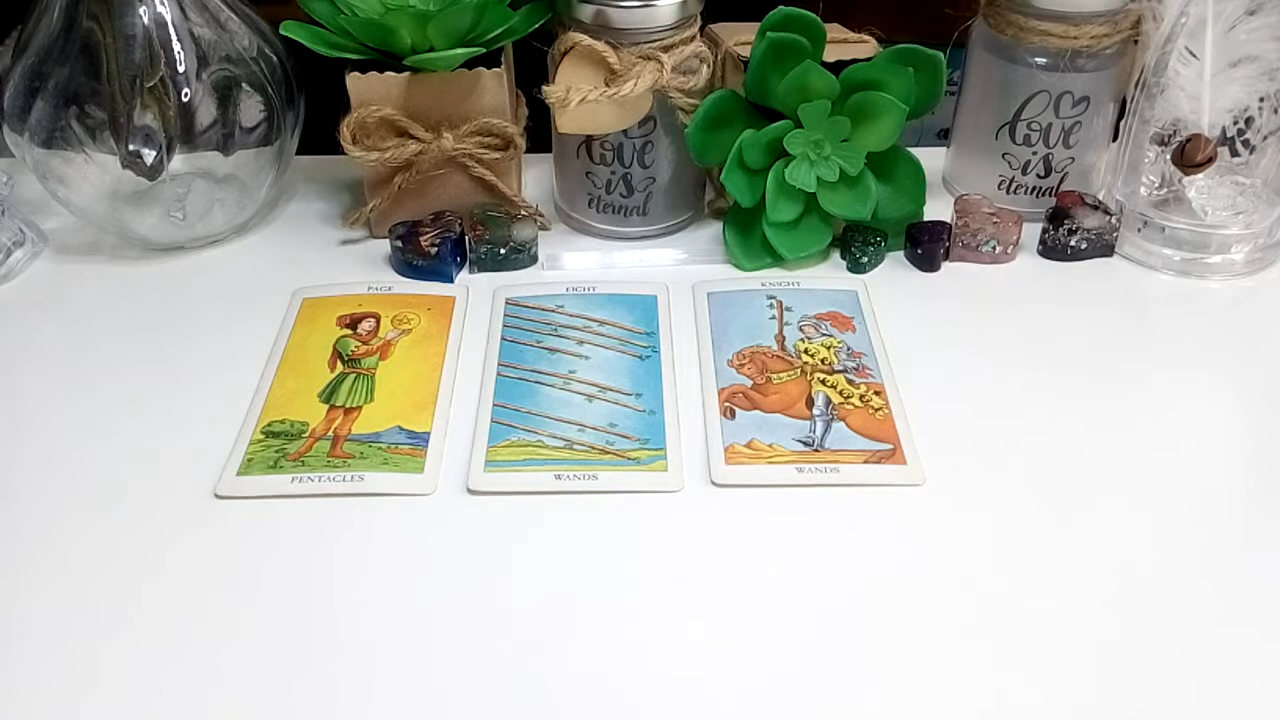 love
is
eternal
love
is
eternal
PAGE
PENTACLES
EIGHT
WANDS
KNIGHT
WANDS